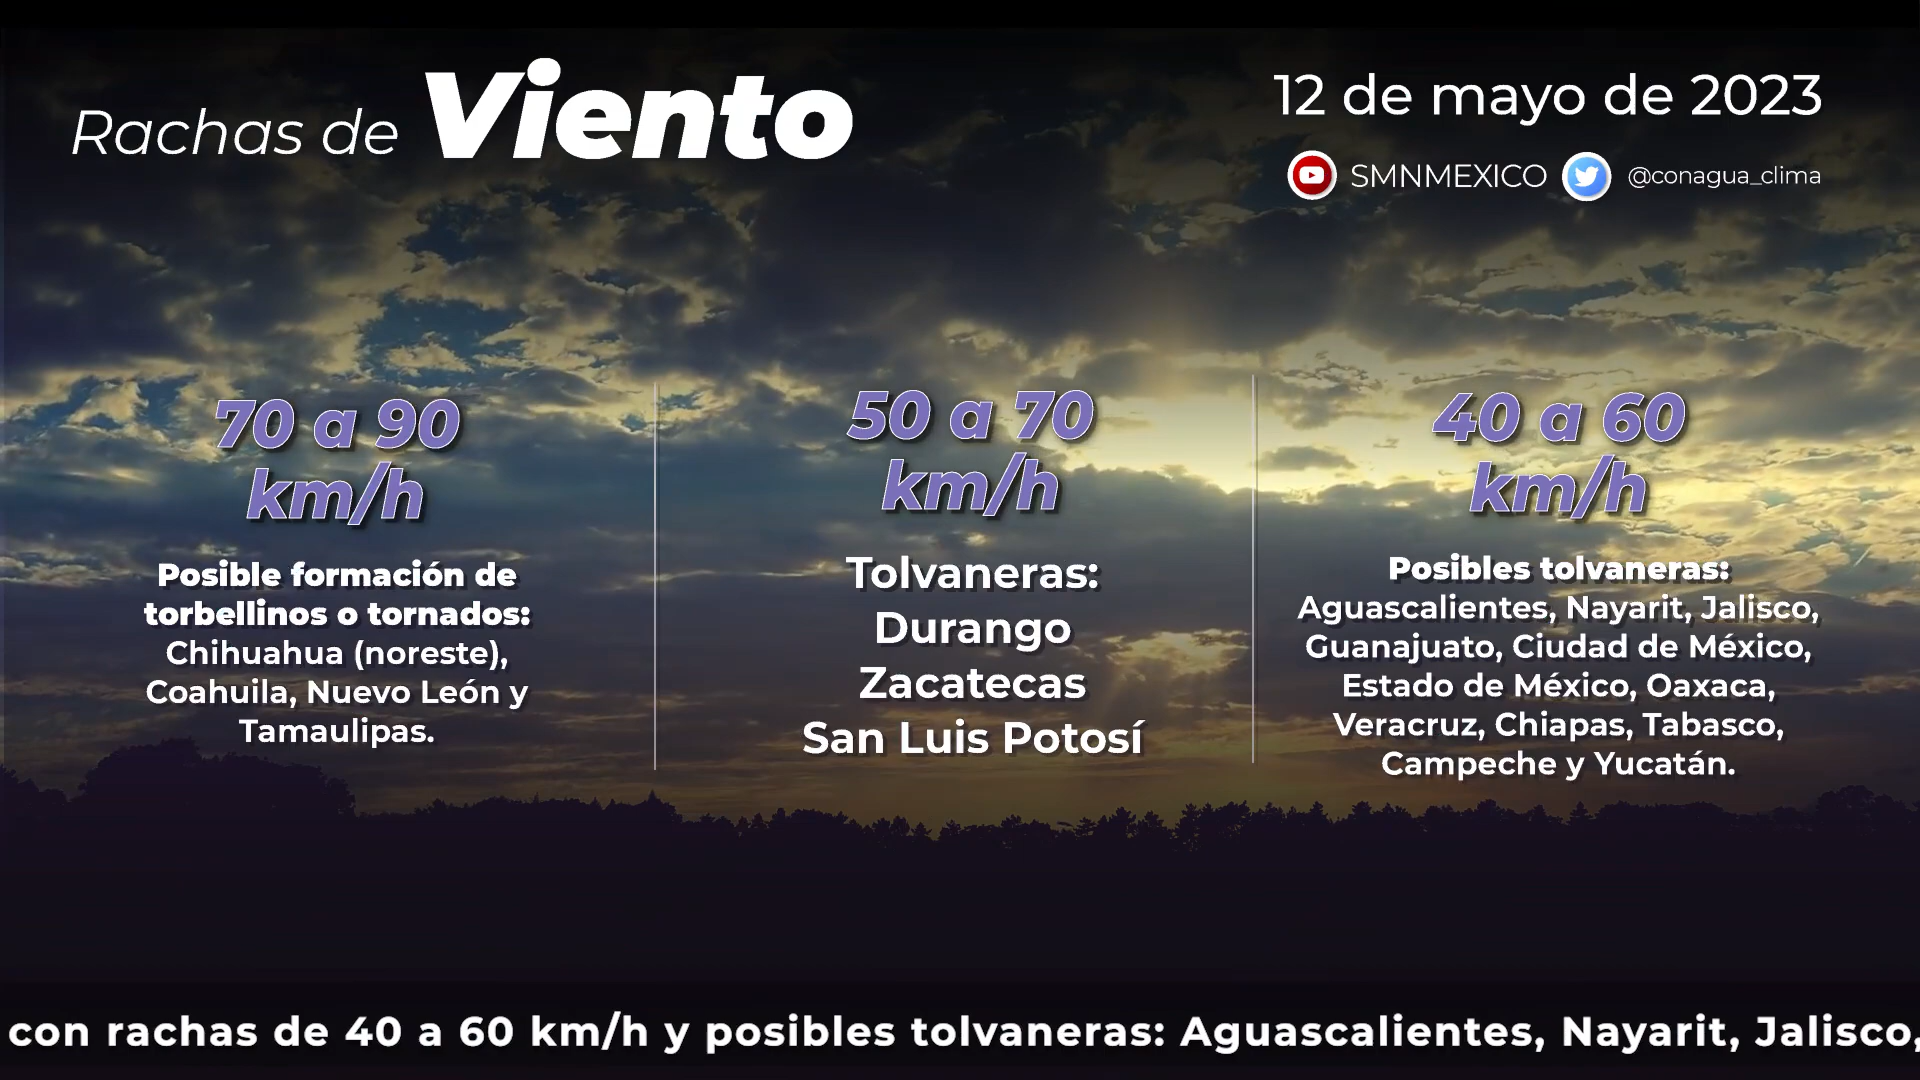 Rachas de Viento
12 de mayo de 2023
SMNMEXICO @conagua_clima
70 a 90
km/h
Posible formación de
torbellinos o tornados:
Chihuahua (noreste),
Coahuila, Nuevo León y
Tamaulipas.
50 a 70
km/h
Tolvaneras:
Durango
Zacatecas
San Luis Potosí
40 a 60
km/h
Posibles tolvaneras:
Aguascalientes, Nayarit, Jalisco,
Guanajuato, Ciudad de México,
Estado de México, Oaxaca,
Veracruz, Chiapas, Tabasco,
Campeche y Yucatán.
con rachas de 40 a 60 km/h y posibles tolvaneras: Aguascalientes, Nayarit, Jalisco,